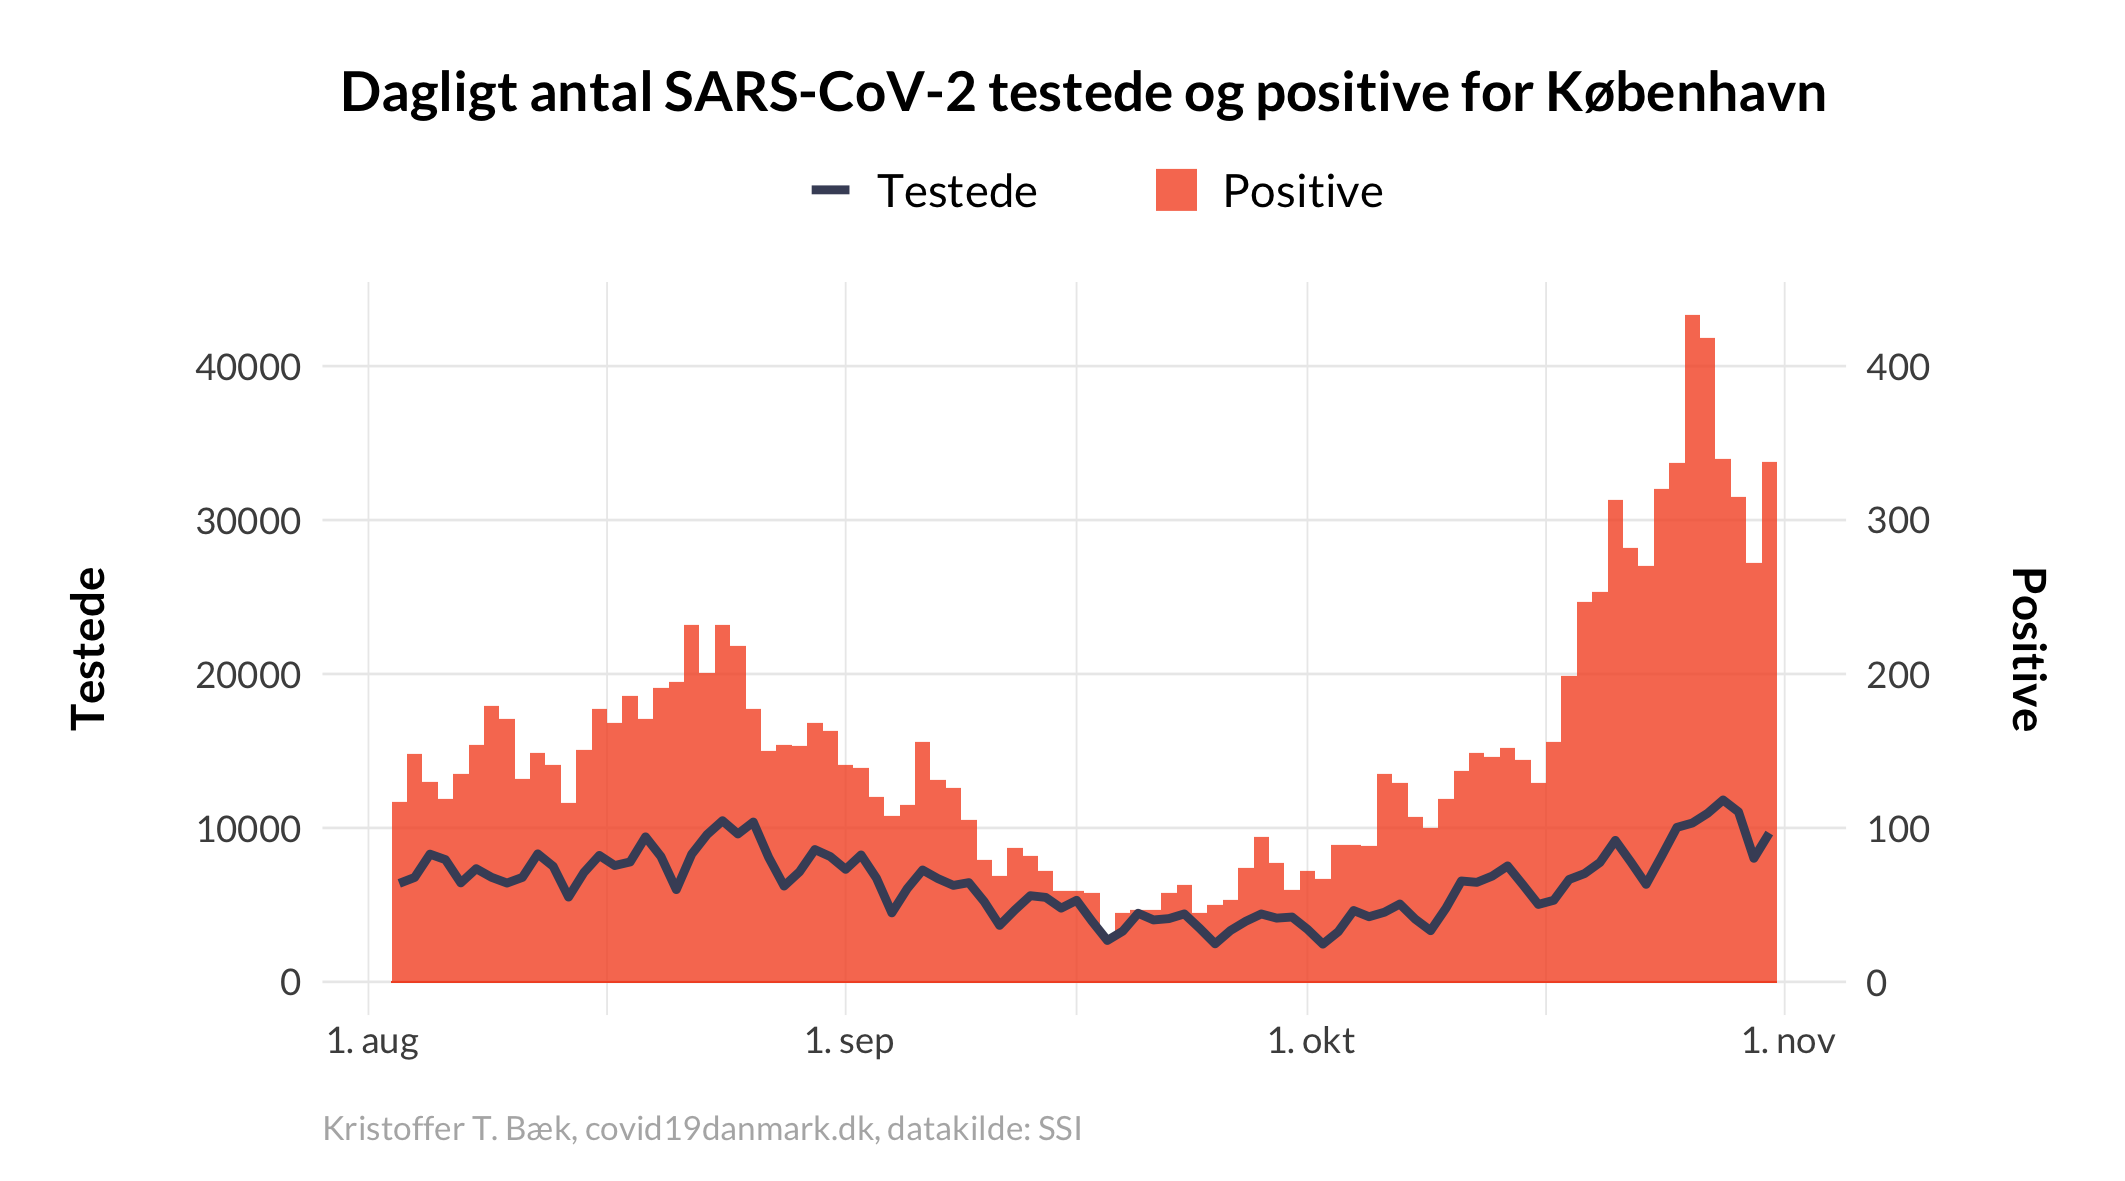 Dagligt antal SARS-CoV-2 testede og positive for København
Testede
Positive
40000
30000
20000
10000
0
400
300
200
100
0
Testede
Positive
1. aug
1. sep
1. okt
1. nov
Kristoffer T. Bæk, covid19danmark.dk, datakilde: SSI